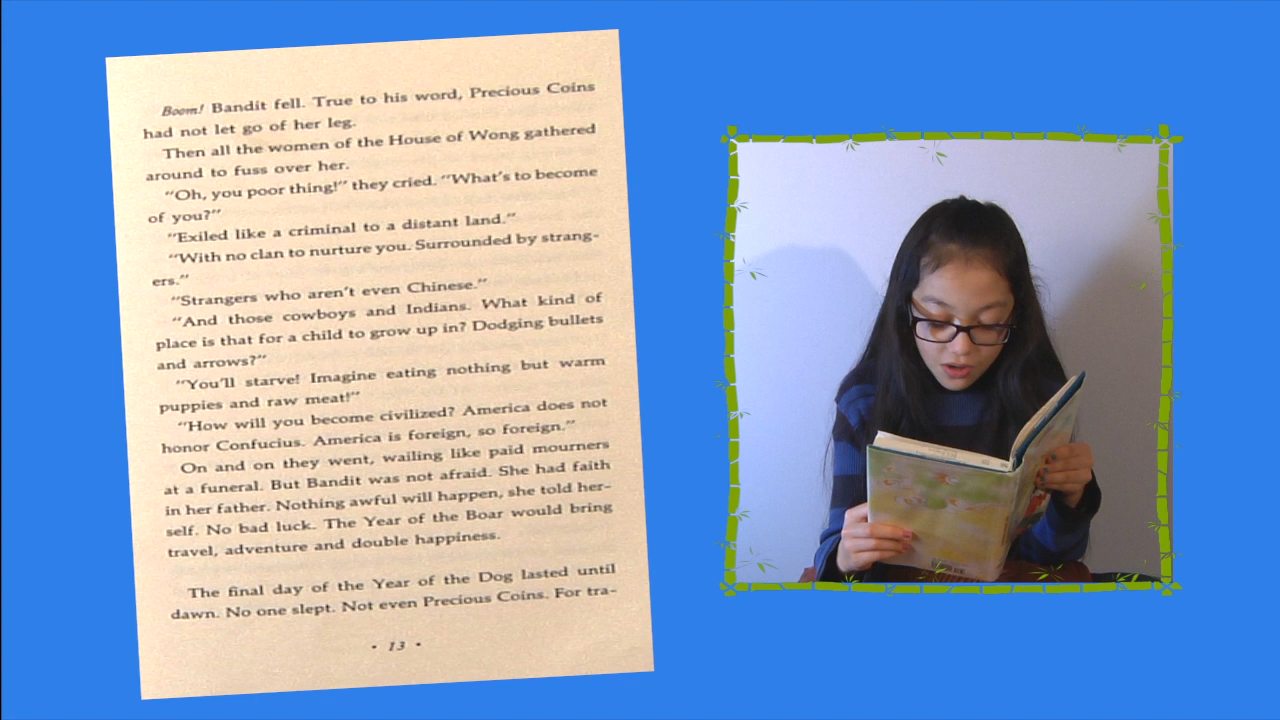 Boom! Bandit fell. True to his word, Precious Coins
had not let go of her leg.
Then all the women of the House of Wong gathered
around to fuss over her.
"Oh, you poor thing!" they cried. "What's to become
of you?"
"Exiled like a criminal to a distant land."
"With no clan to nurture you. Surrounded by strang-
ers."
"Strangers who aren't even Chinese."
"And those cowboys and Indians. What kind of
place is that for a child to grow up in? Dodging bullets
and arrows?"
"You'll starve! Imagine eating nothing but warm
puppies and raw meat!"
"How will you become civilized? America does not
honor Confucius. America is foreign, so foreign."
On and on they went, wailing like paid mourners
at a funeral. But Bandit was not afraid. She had faith
in her father. Nothing awful will happen, she told her-
self. No bad luck. The Year of the Boar would bring
travel, adventure and double happiness.
The final day of the Year of the Dog lasted until
dawn. No one slept. Not even Precious Coins. For tra-
• 13 •